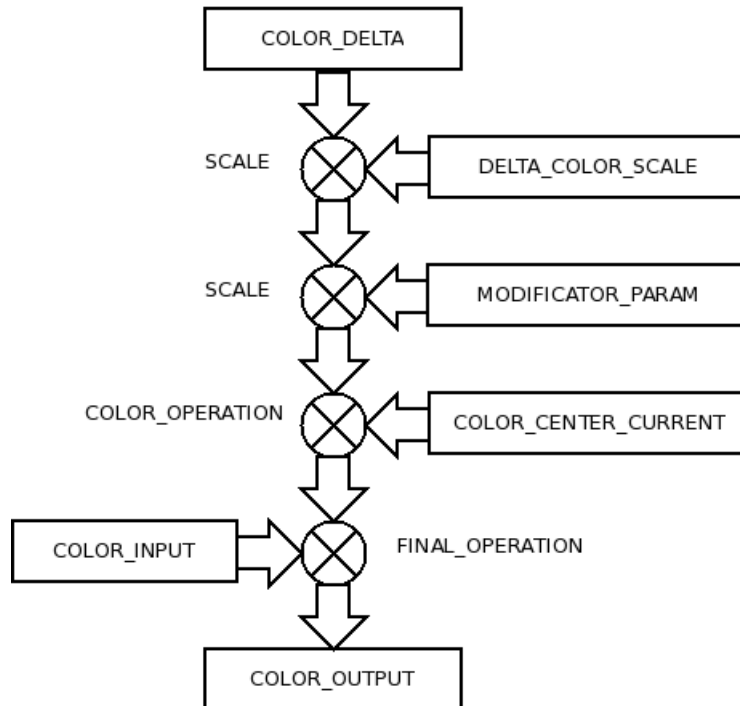 COLOR_DELTA
SCALE
DELTA_COLOR_SCALE
SCALE
MODIFICATOR_PARAM
COLOR_OPERATION
COLOR_CENTER_CURRENT
COLOR_INPUT
FINAL_OPERATION
COLOR_OUTPUT